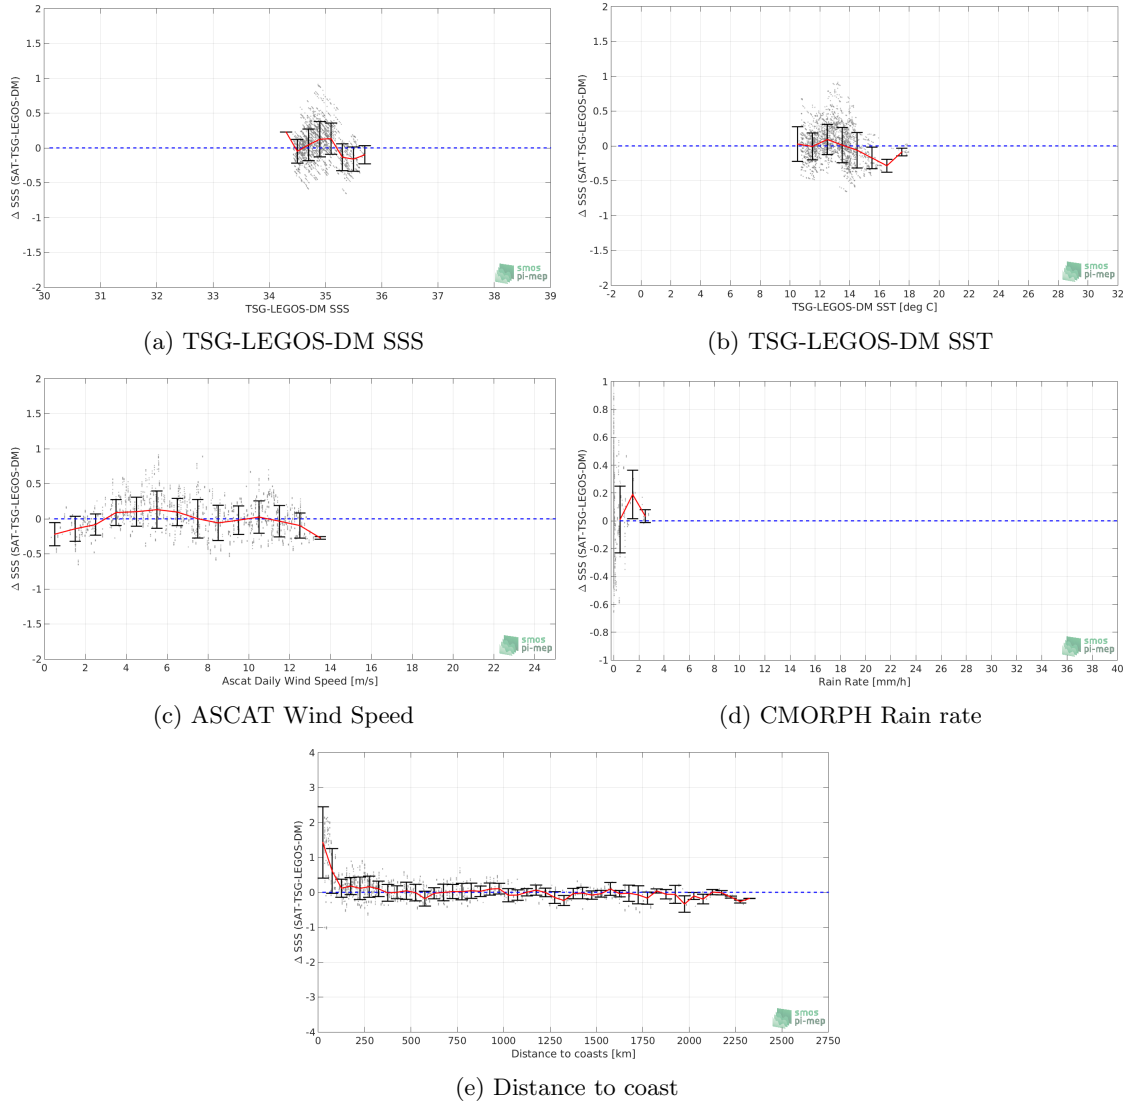 2
1.5
1
0.5
0
-0.5
-1
-1.5
-2
Δ SSS (SAT-TSG-LEGOS-DM)
30 31 32 33 34 35 36 37 38 39
TSG-LEGOS-DM SSS
smos
pi-mep
(a) TSG-LEGOS-DM SSS
2
1.5
1
0.5
0
-0.5
-1
-1.5
-2
Δ SSS (SAT-TSG-LEGOS-DM)
-2 0 2 4 6 8 10 12 14 16 18 20 22 24 26 28 30 32
TSG-LEGOS-DM SST [deg C]
smos
pi-mep
(b) TSG-LEGOS-DM SST
2
1.5
1
0.5
0
-0.5
-1
-1.5
-2
Δ SSS (SAT-TSG-LEGOS-DM)
0 2 4 6 8 10 12 14 16 18 20 22 24
Ascat Daily Wind Speed [m/s]
smos
pi-mep
(c) ASCAT Wind Speed
1
0.8
0.6
0.4
0.2
0
-0.2
-0.4
-0.6
-0.8
-1
Δ SSS (SAT-TSG-LEGOS-DM)
0 2 4 6 8 10 12 14 16 18 20 22 24 26 28 30 32 34 36 38 40
Rain Rate [mm/h]
smos
pi-mep
(d) CMORPH Rain rate
4
3
2
1
0
-1
-2
-3
-4
Δ SSS (SAT-TSG-LEGOS-DM)
0 250 500 750 1000 1250 1500 1750 2000 2250 2500 2750
Distance to coasts [km]
smos
pi-mep
(e) Distance to coast